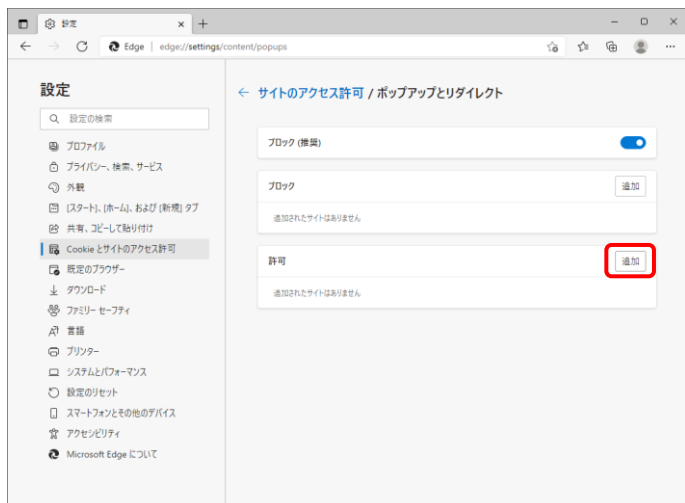 設定
Edge | edge://settings/content/popups
設定
設定の検索
プロファイル
プライバシー、検索、サービス
外観
[スタート]、[ホーム]、および [新規] タブ
共有、コピーして貼り付け
Cookie とサイトのアクセス許可
既定のブラウザー
ダウンロード
ファミリー セーフティ
言語
プリンター
システムとパフォーマンス
設定のリセット
スマートフォンとその他のデバイス
アクセシビリティ
Microsoft Edge について
サイトのアクセス許可 / ポップアップとリダイレクト
ブロック (推奨)
ブロック
追加
追加されたサイトはありません
許可
追加
追加されたサイトはありません